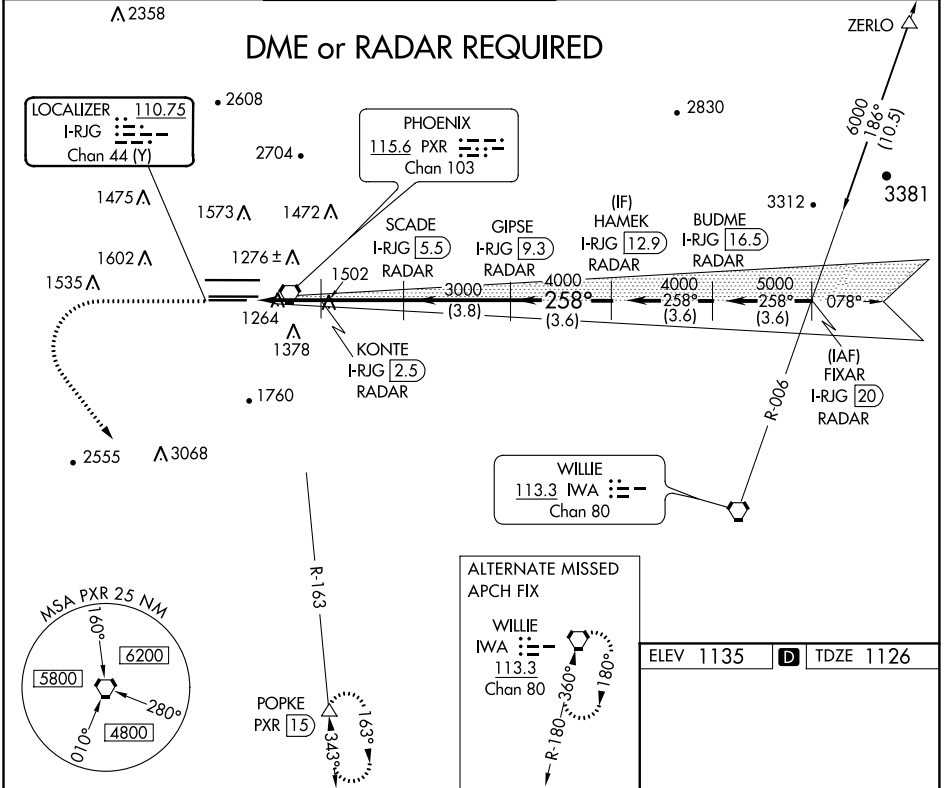 2358
DME or RADAR REQUIRED
ZERLO
6000
186°
(10.5)
LOCALIZER 110.75
I-RJG
Chan 44 (Y)
2608
2830
PHOENIX
115.6 PXR
Chan 103
2704
3381
1475
1573
1472
3312
SCADE
I-RJG 5.5
RADAR
GIPSE
I-RJG 9.3
RADAR
(IF)
HAMEK
I-RJG 12.9
RADAR
BUDME
I-RJG 16.5
RADAR
1602
1276 ±
1535
1502
3000
(3.8)
4000
258°
(3.6)
4000
258°
(3.6)
5000
258°
(3.6)
078°
1264
1378
KONTE
I-RJG 2.5
RADAR
(IAF)
FIXAR
I-RJG 20
RADAR
1760
R-006
2555
3068
WILLIE
113.3 IWA
Chan 80
R-163
POPKE
PXR 15
343°
163°
MSA PXR 25 NM
160°
6200
5800
280°
4800
010°
ALTERNATE MISSED
APCH FIX
WILLIE
IWA
113.3
Chan 80
R-180
360°
180°
ELEV 1135 D TDZE 1126